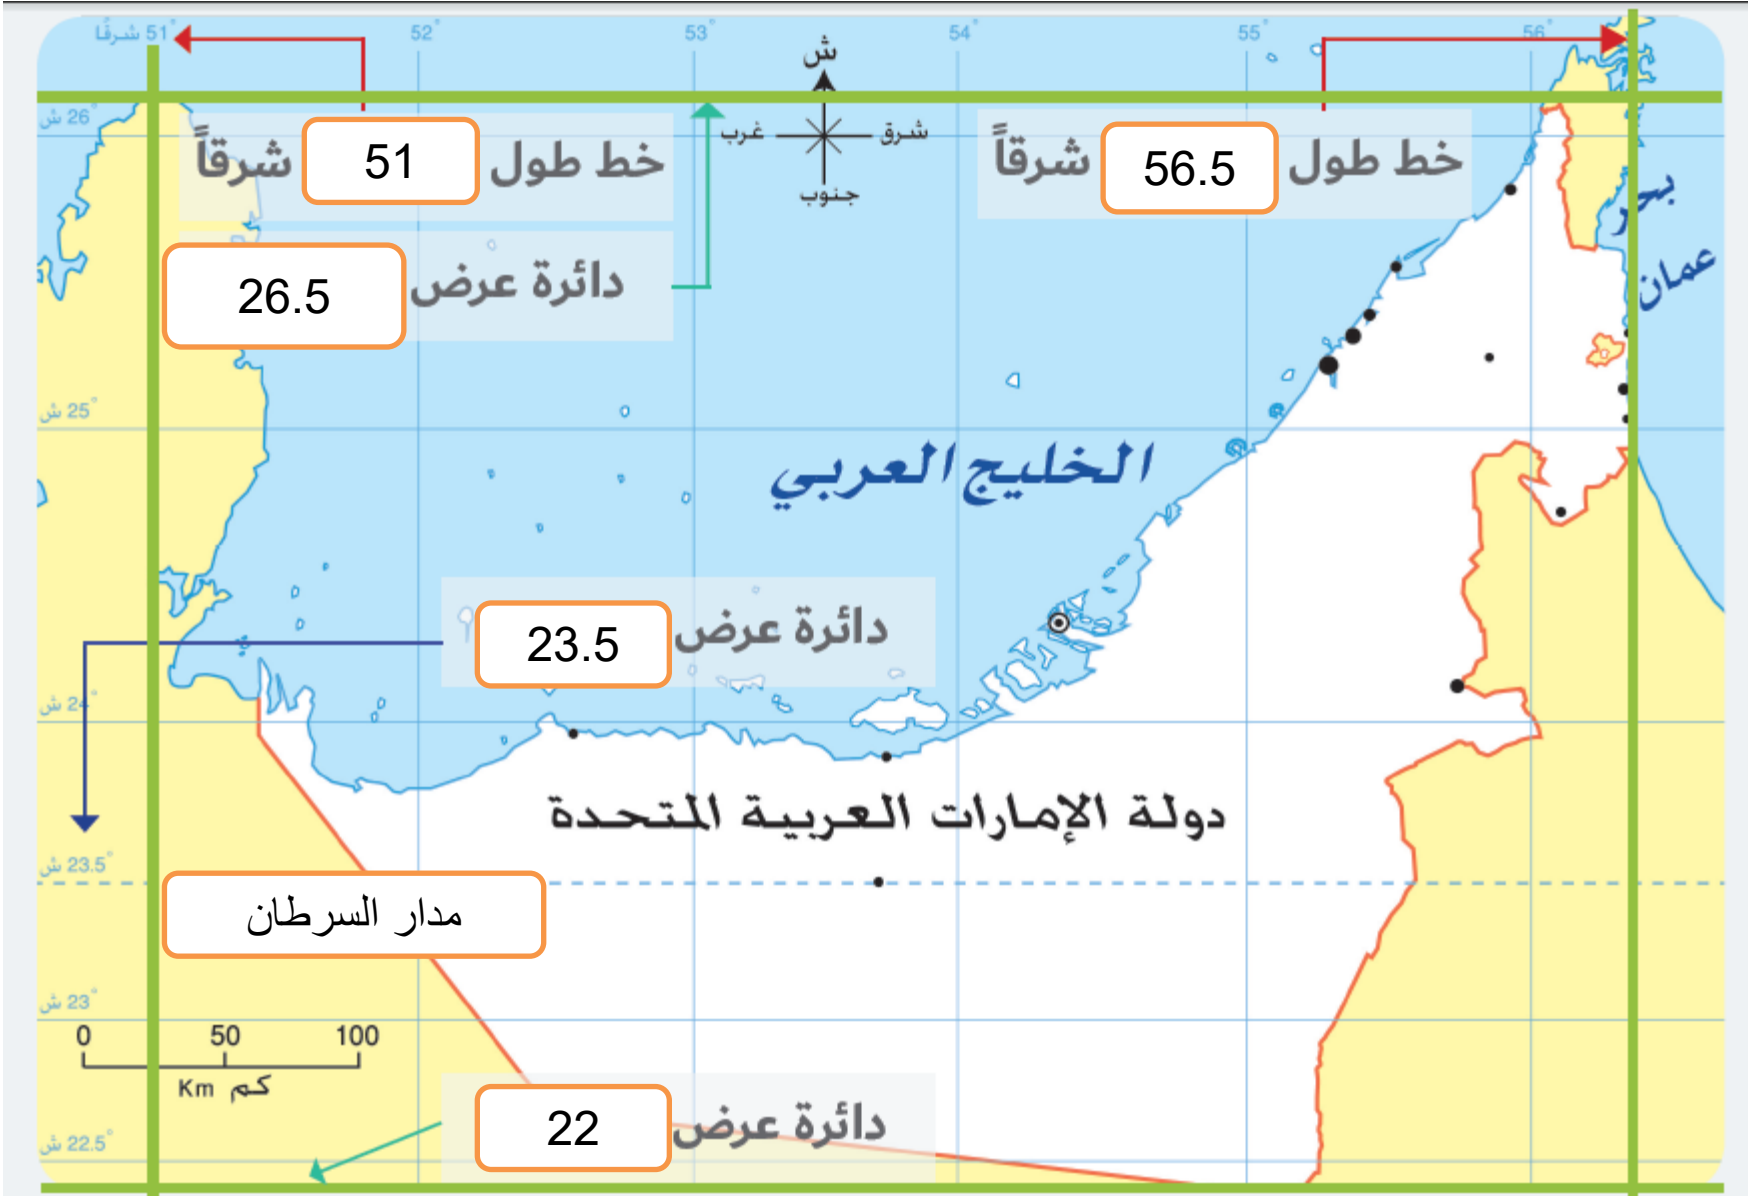 51° شرقًا
52°
53°
54°
55°
56°
ش
غرب
شرق
جنوب
26° ش
خط طول 51 شرقاً
خط طول 56.5 شرقاً
بحر
عمان
دائرة عرض 26.5
25° ش
الخليج العربي
دائرة عرض 23.5
24° ش
دولة الإمارات العربية المتحدة
23.5° ش
مدار السرطان
23° ش
0 50 100
Km كم
دائرة عرض 22
22.5° ش